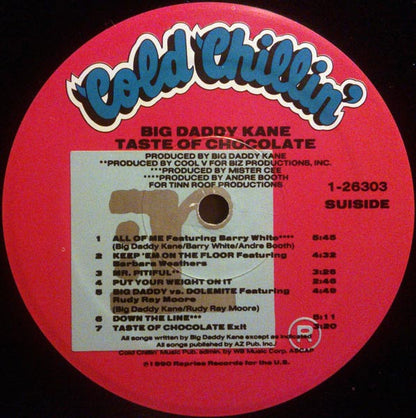 'Cold Chillin'
BIG DADDY KANE
TASTE OF CHOCOLATE
PRODUCED BY BIG DADDY KANE
**PRODUCED BY COOL V FOR BIZ PRODUCTIONS, INC.
***PRODUCED BY MISTER CEE
****PRODUCED BY ANDRE BOOTH
FOR TINN ROOF PRODUCTIONS
1-26303
SUISIDE
1 ALL OF ME Featuring Barry White**** 5:45
(Big Daddy Kane/Barry White/Andre Booth)
2 KEEP 'EM ON THE FLOOR Featuring 4:32
Barbara Weathers
3 MR. PITIFUL** 3:26
4 PUT YOUR WEIGHT ON IT 2:46
5 BIG DADDY vs. DOLEMITE Featuring 4:49
Rudy Ray Moore
(Big Daddy Kane/Rudy Ray Moore)
6 DOWN THE LINE*** 5:11
7 TASTE OF CHOCOLATE Exit 3:20
All songs written by Big Daddy Kane except as indicated
All songs published by AZ Pub. Inc.
Cold Chillin' Music Pub. admin. by WB Music Corp. ASCAP
℗1990 Reprise Records for the U.S.
R